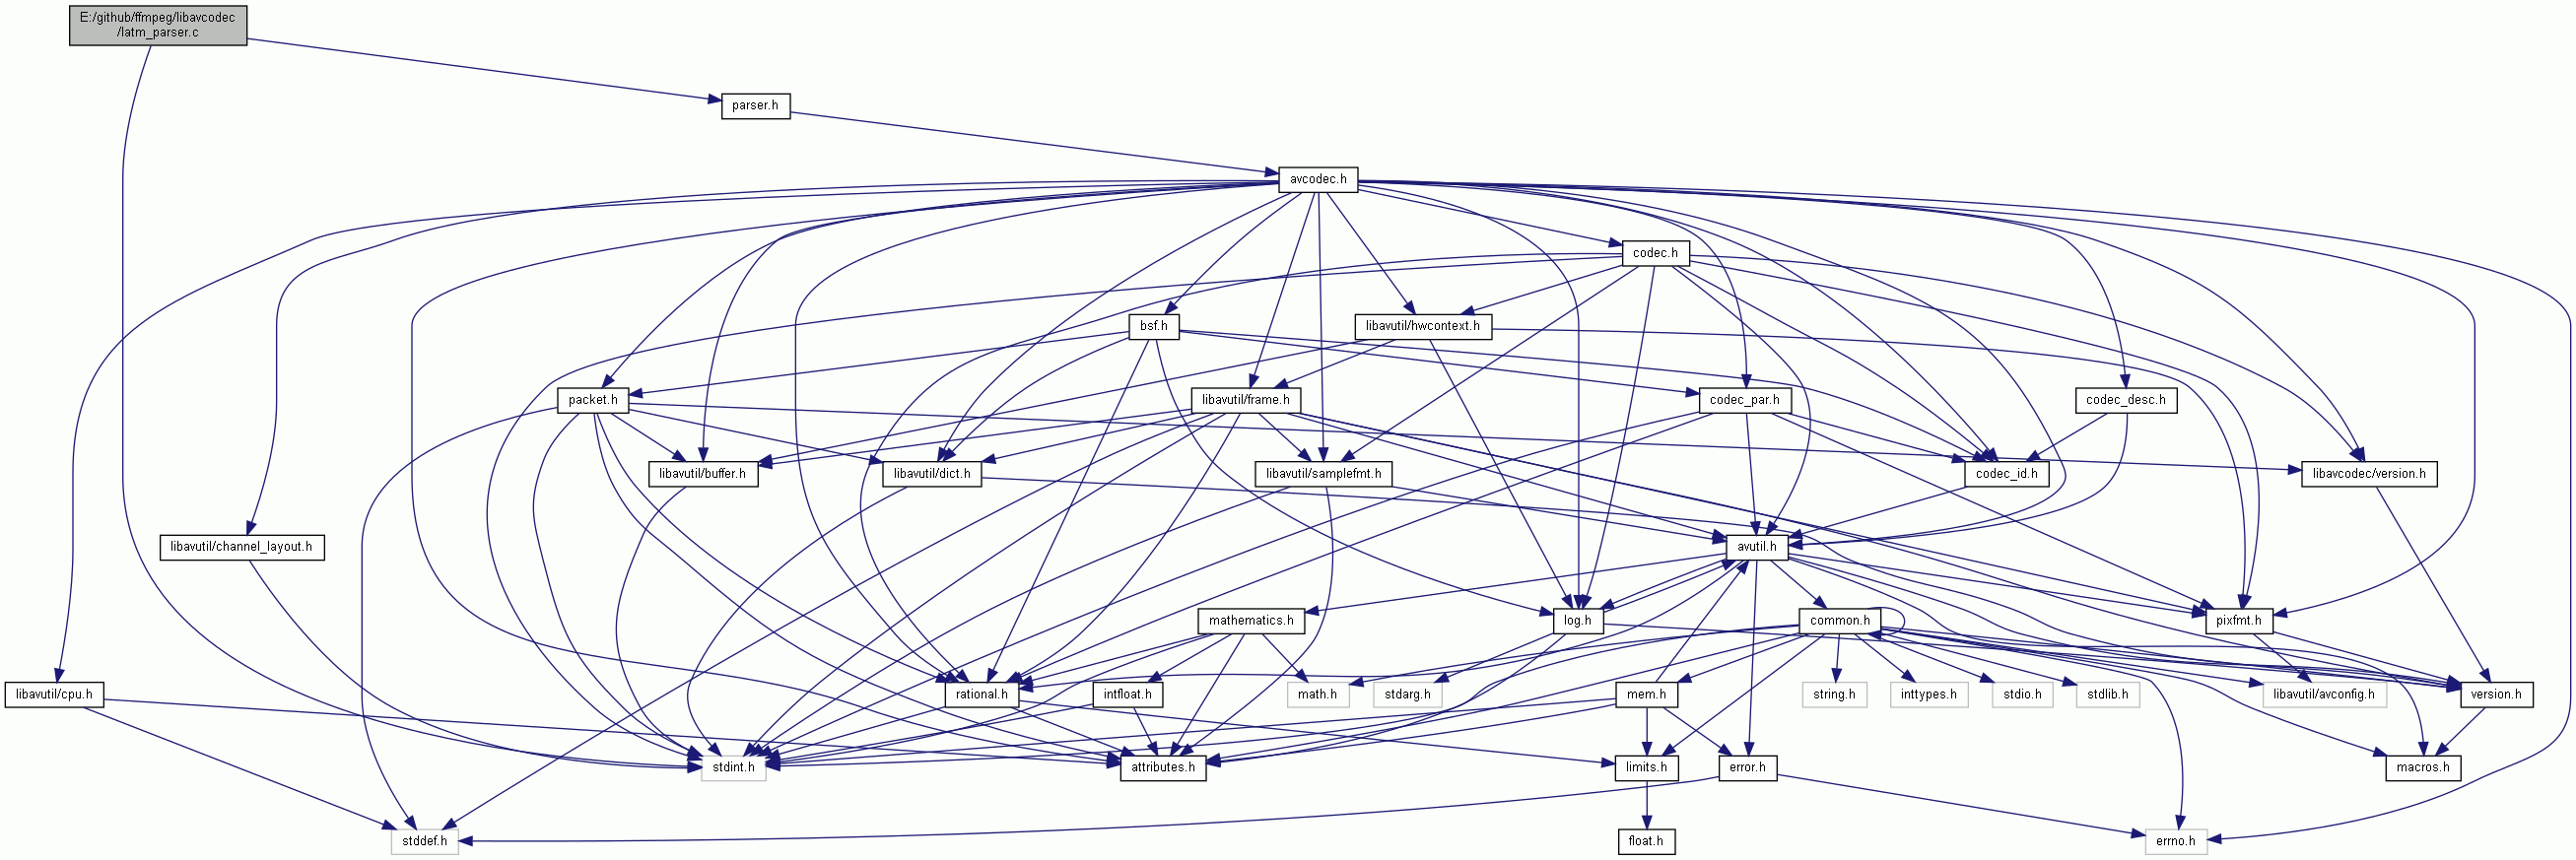 E:/github/ffmpeg/libavcodec
/latm_parser.c
parser.h
avcodec.h
codec.h
bsf.h
libavutil/hwcontext.h
packet.h
libavutil/frame.h
codec_par.h
codec_desc.h
libavutil/buffer.h
libavutil/dict.h
libavutil/samplefmt.h
codec_id.h
libavcodec/version.h
libavutil/channel_layout.h
avutil.h
mathematics.h
log.h
common.h
pixfmt.h
libavutil/cpu.h
rational.h
intfloat.h
math.h
stdarg.h
mem.h
string.h
inttypes.h
stdio.h
stdlib.h
libavutil/avconfig.h
version.h
stdint.h
attributes.h
limits.h
error.h
macros.h
stddef.h
float.h
errno.h